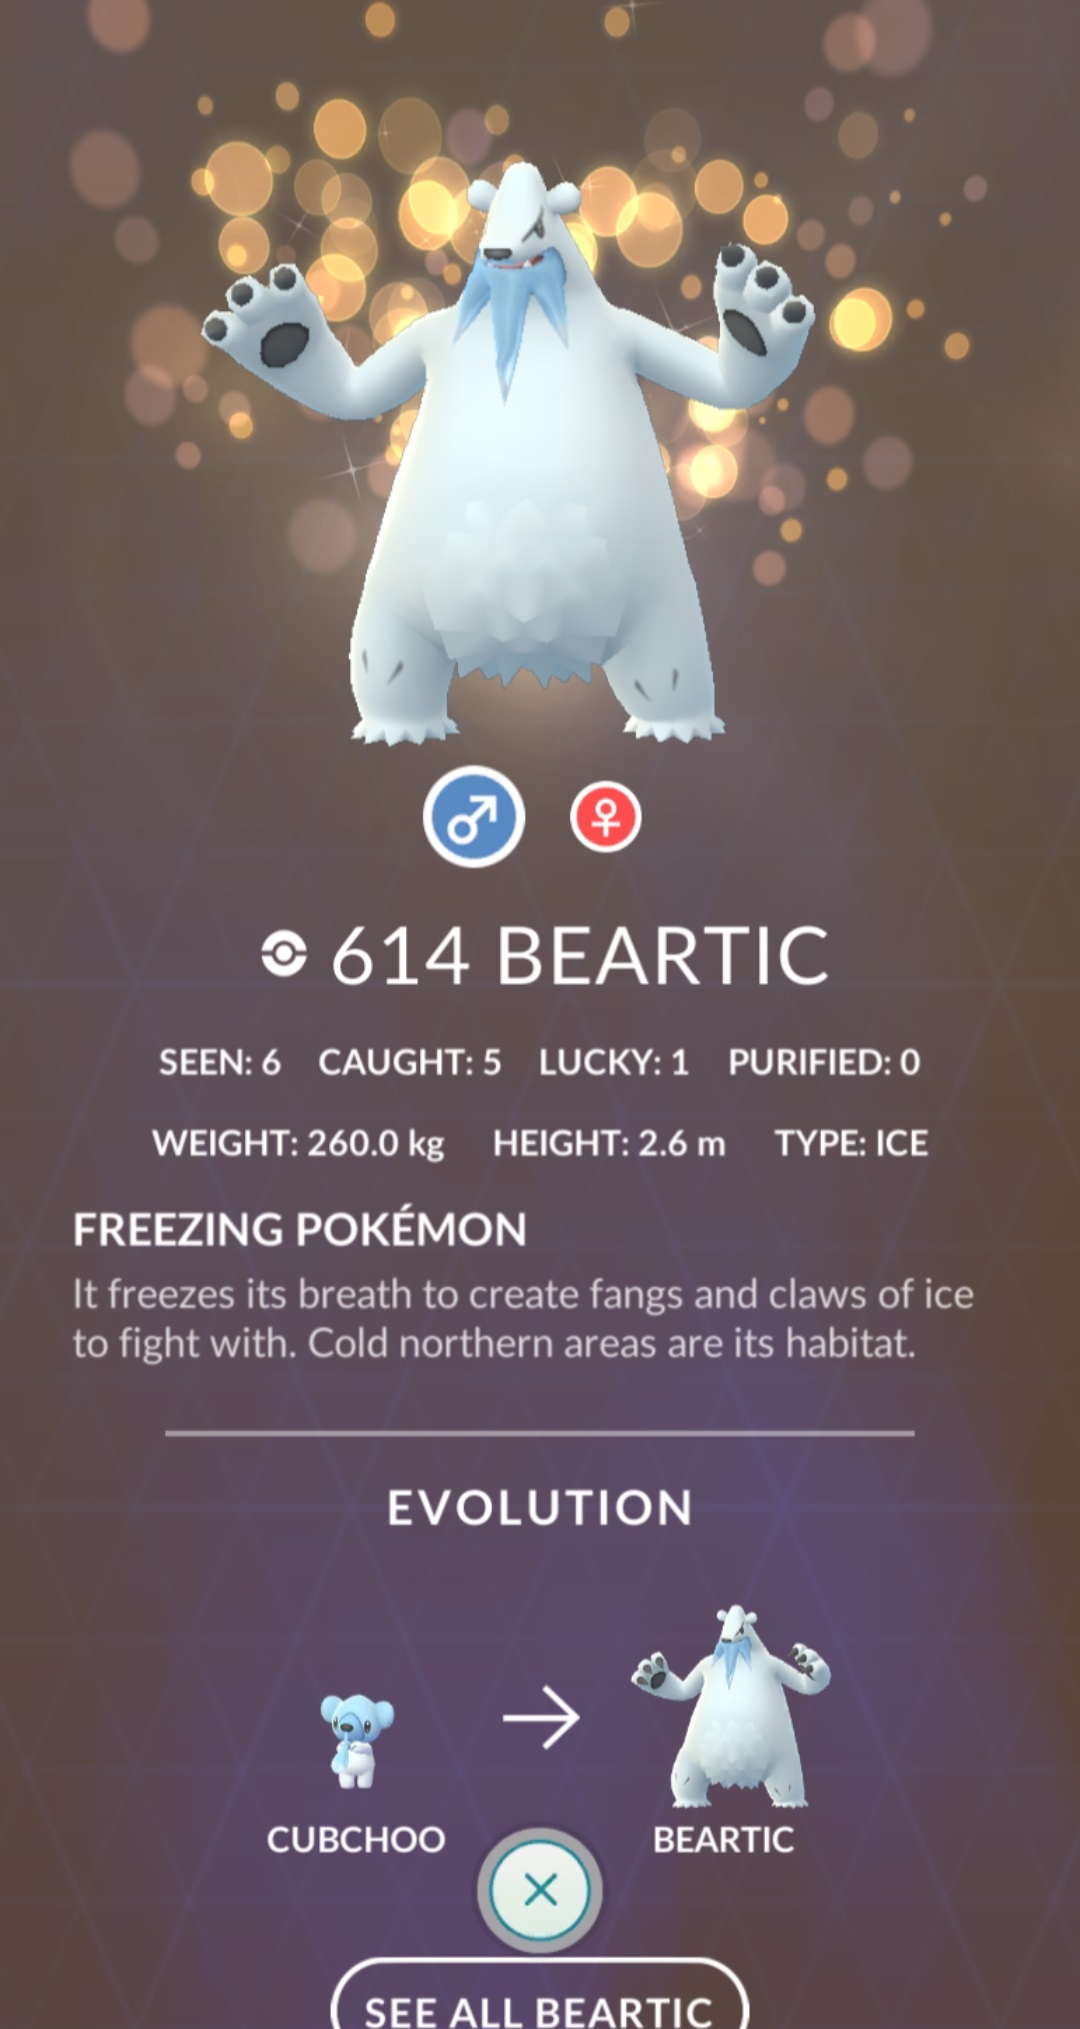 614 BEARTIC
SEEN: 6 CAUGHT: 5 LUCKY: 1 PURIFIED: 0
WEIGHT: 260.0 kg HEIGHT: 2.6 m TYPE: ICE
FREEZING POKÉMON
It freezes its breath to create fangs and claws of ice
to fight with. Cold northern areas are its habitat.
EVOLUTION
CUBCHOO BEARTIC
SEE ALL BEARTIC